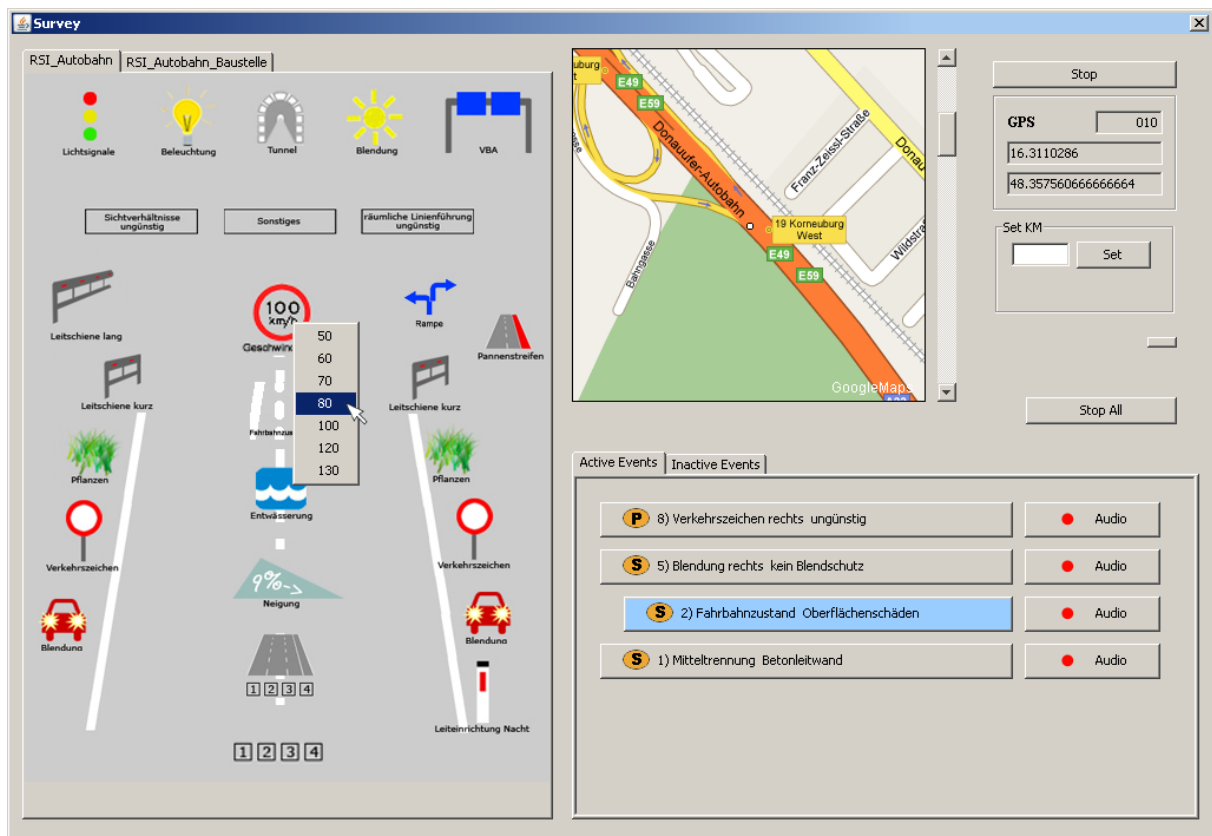 Survey
RSI_Autobahn
RSI_Autobahn_Baustelle
Lichtsignale
Beleuchtung
Tunnel
Blendung
VBA
Sichtverhältnisse
ungünstig
Sonstiges
räumliche Linienführung
ungünstig
Leitschiene lang
100
km/h
Rampe
Pannenstreifen
50
60
70
80
100
120
130
Leitschiene kurz
Leitschiene kurz
Pflanzen
Pflanzen
Entwässerung
Verkehrszeichen
Verkehrszeichen
9%->
Neigung
Blendung
Blendung
1 2 3 4
Leiteinrichtung Nacht
1 2 3 4
E49
E59
Donauufer-Autobahn
Franz-Zeissl-Straße
19 Korneuburg
West
E49
E59
Bahngasse
GoogleMaps
Stop
GPS
010
16.3110286
48.357560666666664
Set KM
Set
Stop All
Active Events
Inactive Events
P 8) Verkehrszeichen rechts ungünstig
Audio
S 5) Blendung rechts kein Blendschutz
Audio
S 2) Fahrbahnzustand Oberflächenschäden
Audio
S 1) Mitteltrennung Betonleitwand
Audio